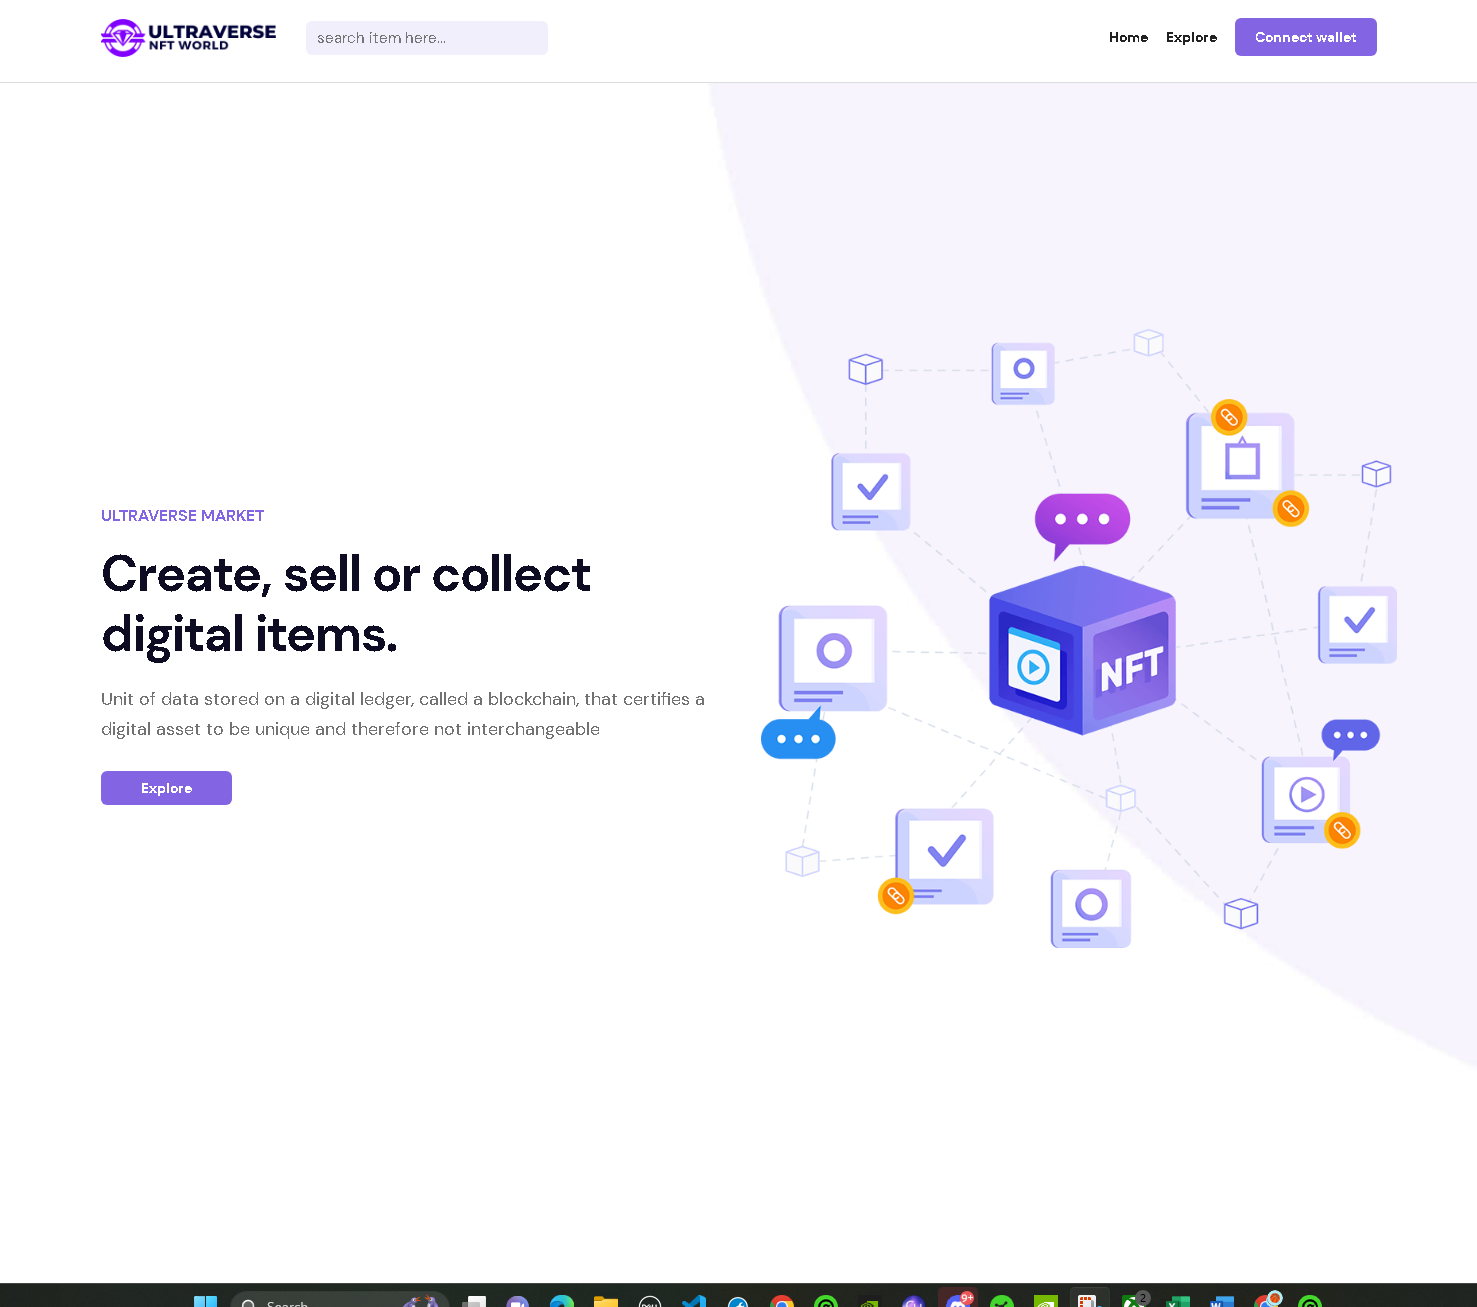 ULTRAVERSE
NFT WORLD
search item here...
Home
Explore
Connect wallet
ULTRAVERSE MARKET
Create, sell or collect
digital items.
Unit of data stored on a digital ledger, called a blockchain, that certifies a
digital asset to be unique and therefore not interchangeable
Explore
NFT
Search
9+
2